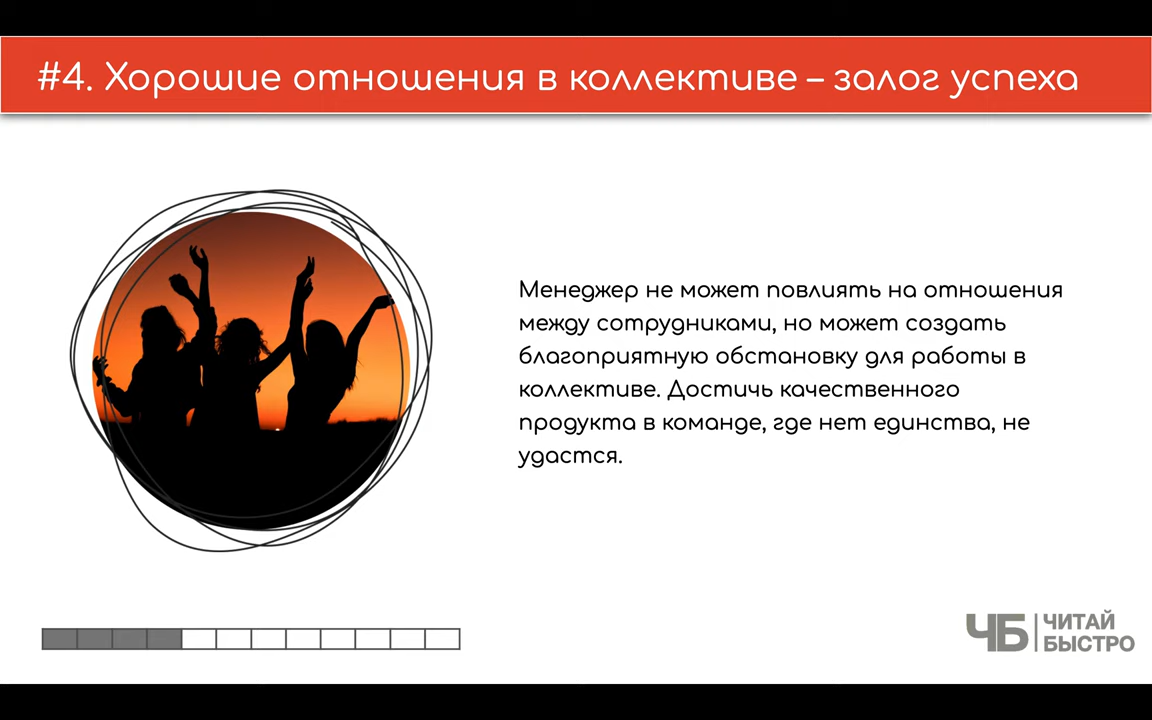 #4. Хорошие отношения в коллективе – залог успеха
Менеджер не может повлиять на отношения
между сотрудниками, но может создать
благоприятную обстановку для работы в
коллективе. Достичь качественного
продукта в команде, где нет единства, не
удастся.
ЧБ
ЧИТАЙ
БЫСТРО